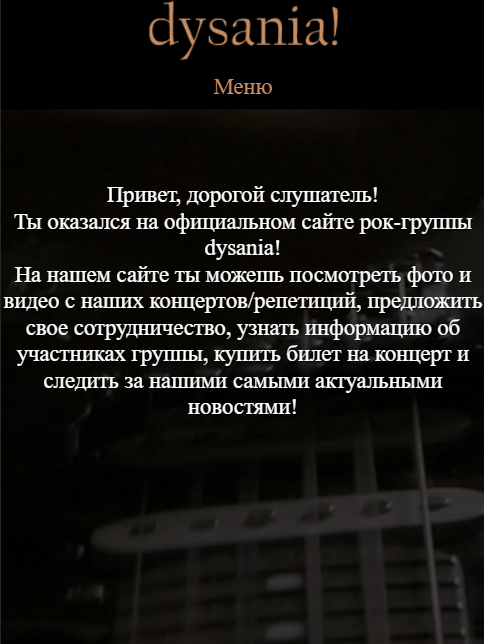 dysania!
Меню
Привет, дорогой слушатель!
Ты оказался на официальном сайте рок-группы
dysania!
На нашем сайте ты можешь посмотреть фото и
видео с наших концертов/репетиций, предложить
свое сотрудничество, узнать информацию об
участниках группы, купить билет на концерт и
следить за нашими самыми актуальными
новостями!